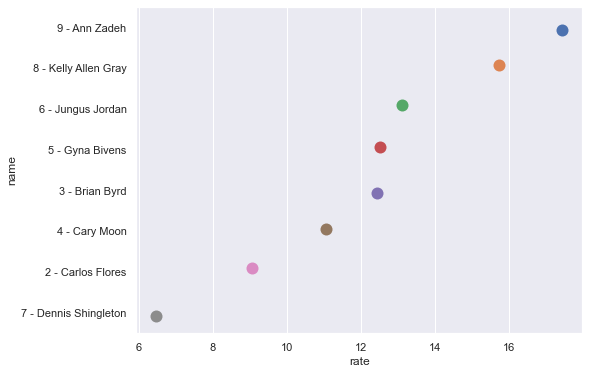 9 - Ann Zadeh
8 - Kelly Allen Gray
6 - Jungus Jordan
5 - Gyna Bivens
3 - Brian Byrd
4 - Cary Moon
2 - Carlos Flores
7 - Dennis Shingleton
name
6 8 10 12 14 16
rate